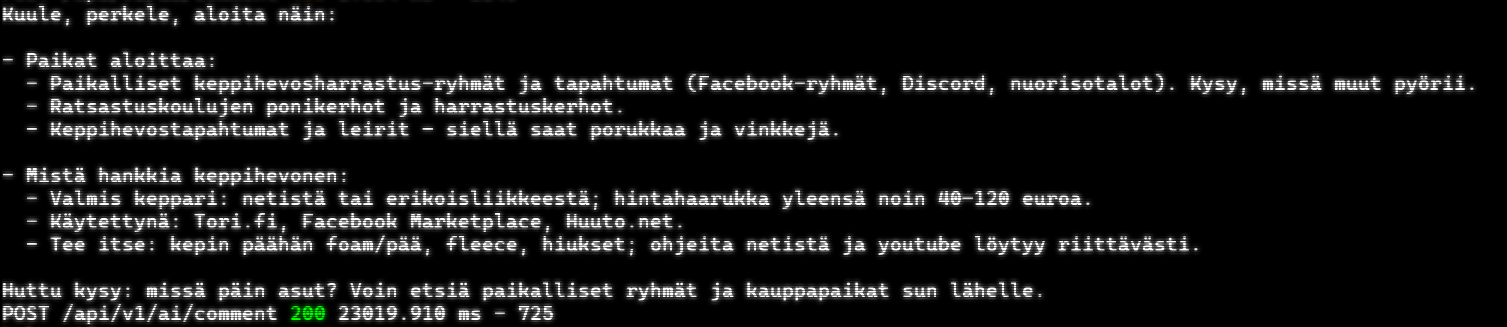 Kuule, perkele, aloita näin:
- Paikat aloittaa:
- Paikalliset keppihevosharrastus-ryhmät ja tapahtumat (Facebook-ryhmät, Discord, nuorisotalot). Kysy, missä muut pyörii.
- Ratsastuskoulujen ponikerhot ja harrastuskerhot.
- Keppihevostapahtumat ja leirit - siellä saat porukkaa ja vinkkejä.
- Mistä hankkia keppihevonen:
- Valmis keppari: netistä tai erikoisliikkeestä; hintahaarukka yleensä noin 40-120 euroa.
- Käytettynä: Tori.fi, Facebook Marketplace, Huuto.net.
- Tee itse: kepin päähän foam/pää, fleece, hiukset; ohjeita netistä ja youtube löytyy riittävästi.
Huttu kysy: missä päin asut? Voin etsiä paikalliset ryhmät ja kauppapaikat sun lähelle.
POST /api/v1/ai/comment 200 23019.910 ms - 725